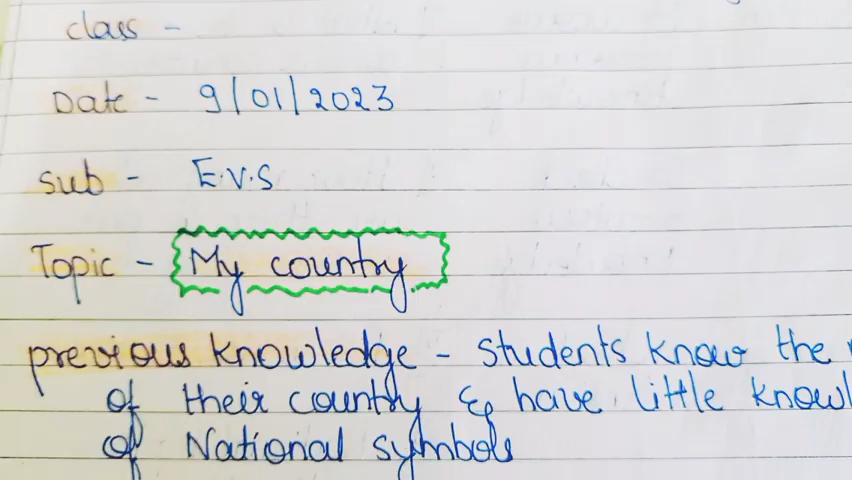 class -
Date - 9/01/2023
Sub - E.V.S
Topic - My country
previous knowledge - students know the
of their country & have little
of National symbols